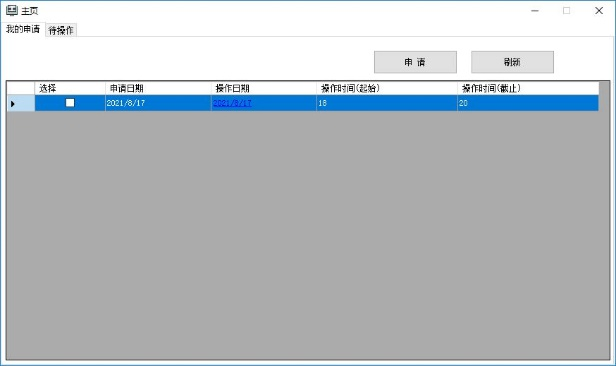 主页
我的申请 待操作
申 请 刷新
选择 申请日期 操作日期 操作时间(起始) 操作时间(截止)
2021/8/17 2021/8/17 18 20